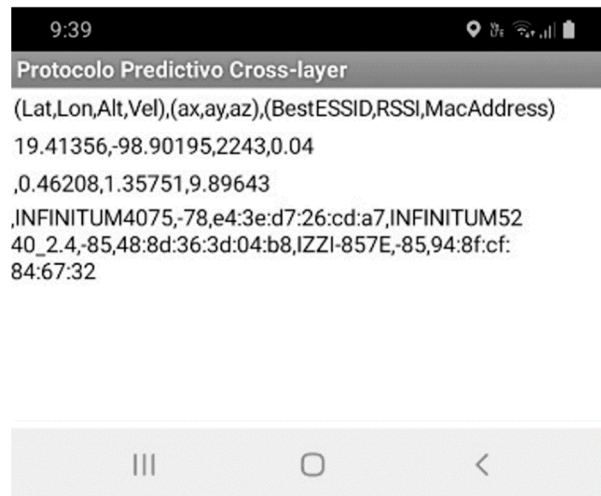 9:39
Protocolo Predictivo Cross-layer
(Lat,Lon,Alt,Vel),(ax,ay,az),(BestESSID,RSSI,MacAddress)
19.41356,-98.90195,2243,0.04
,0.46208,1.35751,9.89643
,INFINITUM4075,-78,e4:3e:d7:26:cd:a7,INFINITUM52
40_2.4,-85,48:8d:36:3d:04:b8,IZZI-857E,-85,94:8f:cf:
84:67:32